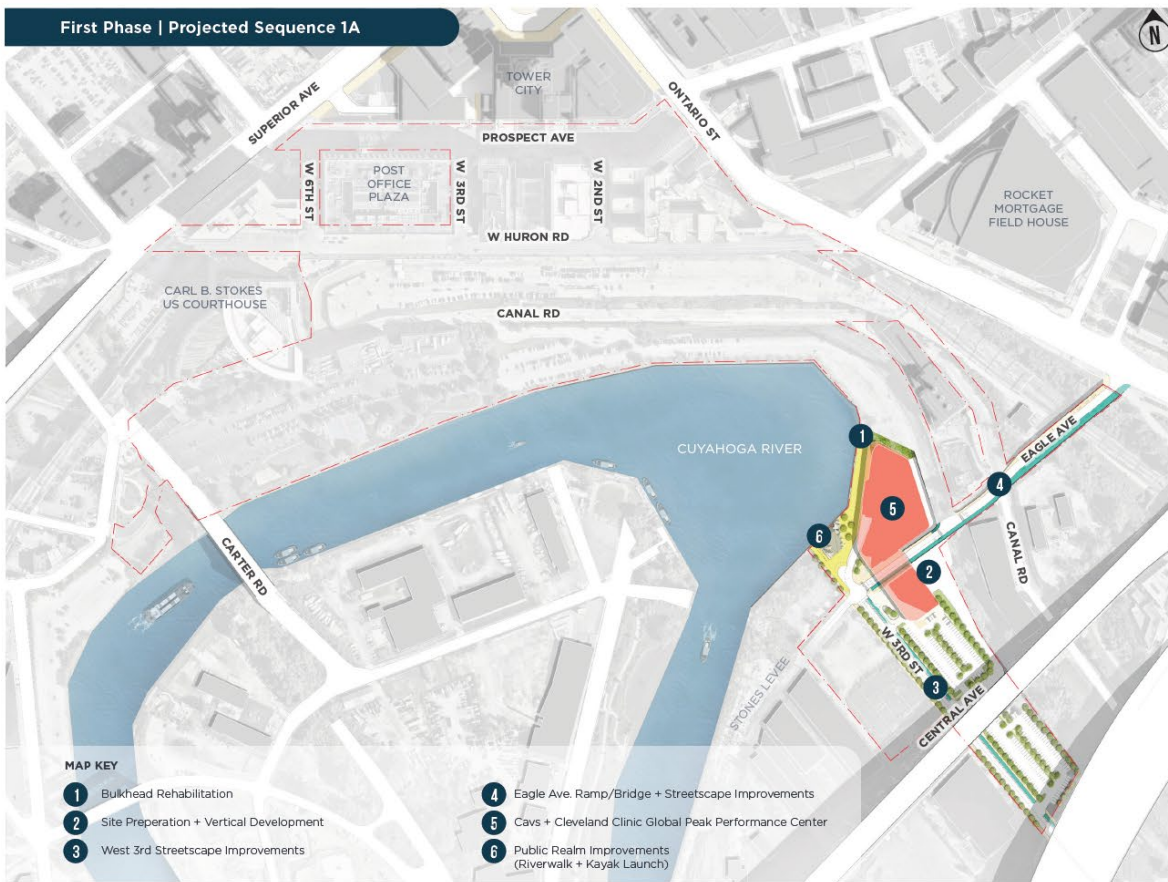 First Phase | Projected Sequence 1A
N
TOWER
CITY
SUPERIOR AVE
ONTARIO ST
PROSPECT AVE
W 6TH ST
POST
OFFICE
PLAZA
W 3RD ST
W 2ND ST
ROCKET
MORTGAGE
FIELD HOUSE
W HURON RD
CARL B. STOKES
US COURTHOUSE
CANAL RD
EAGLE AVE
1
CUYAHOGA RIVER
4
5
6
CANAL RD
CARTER RD
2
W 3RD ST
3
STONES LEVEE
CENTRAL AVE
MAP KEY
1 Bulkhead Rehabilitation
2 Site Preperation + Vertical Development
3 West 3rd Streetscape Improvements
4 Eagle Ave. Ramp/Bridge + Streetscape Improvements
5 Cavs + Cleveland Clinic Global Peak Performance Center
6 Public Realm Improvements
(Riverwalk + Kayak Launch)